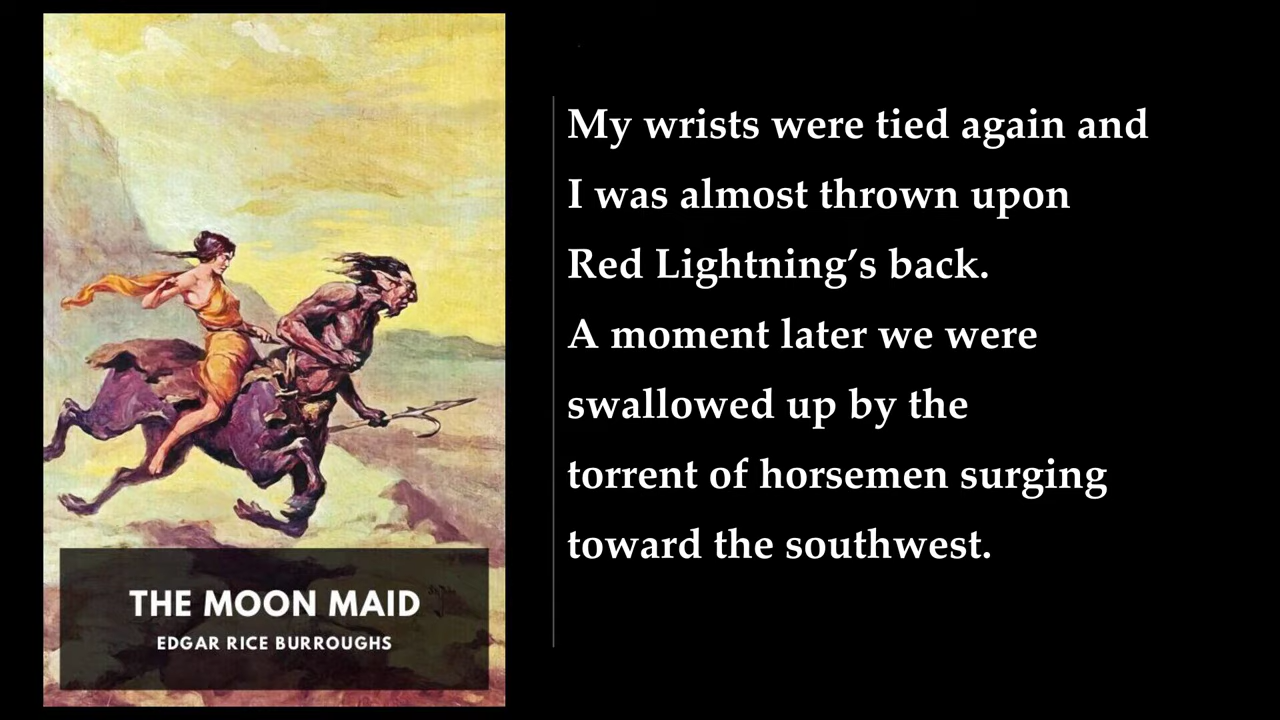 THE MOON MAID
EDGAR RICE BURROUGHS
My wrists were tied again and
I was almost thrown upon
Red Lightning’s back.
A moment later we were
swallowed up by the
torrent of horsemen surging
toward the southwest.